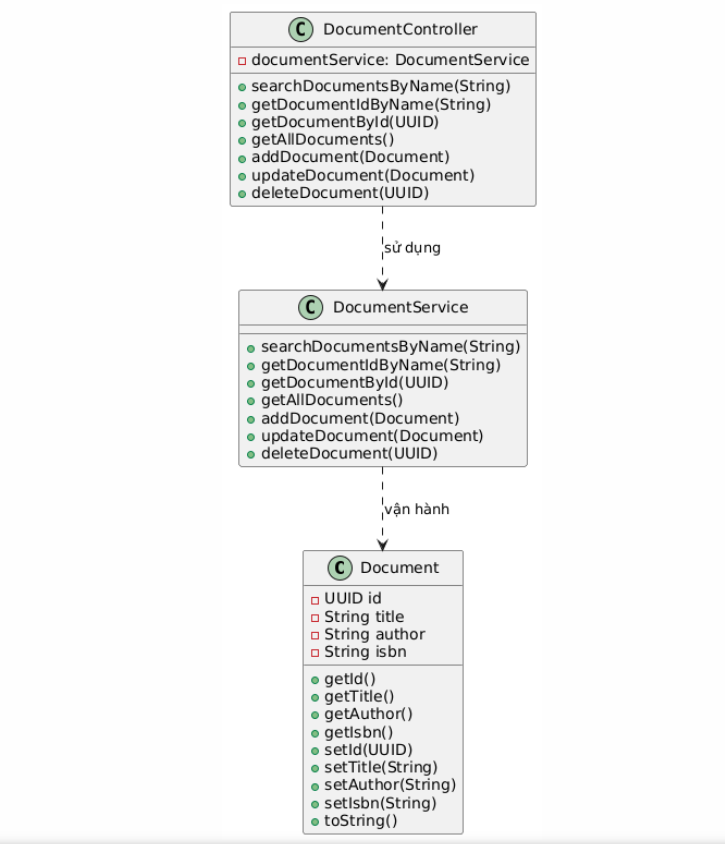 C DocumentController
documentService: DocumentService
searchDocumentsByName(String)
getDocumentIdByName(String)
getDocumentById(UUID)
getAllDocuments()
addDocument(Document)
updateDocument(Document)
deleteDocument(UUID)
sử dụng
C DocumentService
searchDocumentsByName(String)
getDocumentIdByName(String)
getDocumentById(UUID)
getAllDocuments()
addDocument(Document)
updateDocument(Document)
deleteDocument(UUID)
vận hành
C Document
UUID id
String title
String author
String isbn
getId()
getTitle()
getAuthor()
getIsbn()
setId(UUID)
setTitle(String)
setAuthor(String)
setIsbn(String)
toString()